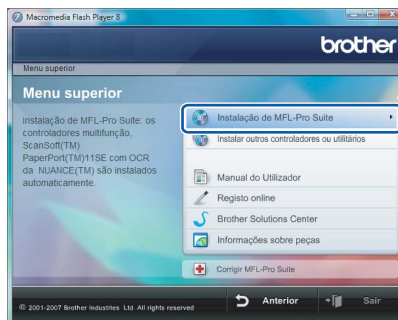 Macromedia Flash Player 8
brother
Menu superior
Menu superior
Instalação de MFL-Pro Suite: os
controladores multifunção,
ScanSoft(TM)
PaperPort(TM)11SE com OCR
da NUANCE(TM) são instalados
automaticamente.
Instalação de MFL-Pro Suite
Instalar outros controladores ou utilitários
Manual do Utilizador
Registo online
Brother Solutions Center
Informações sobre peças
Corrigir MFL-Pro Suite
© 2001-2007 Brother Industries Ltd. All rights reserved
Anterior
Sair